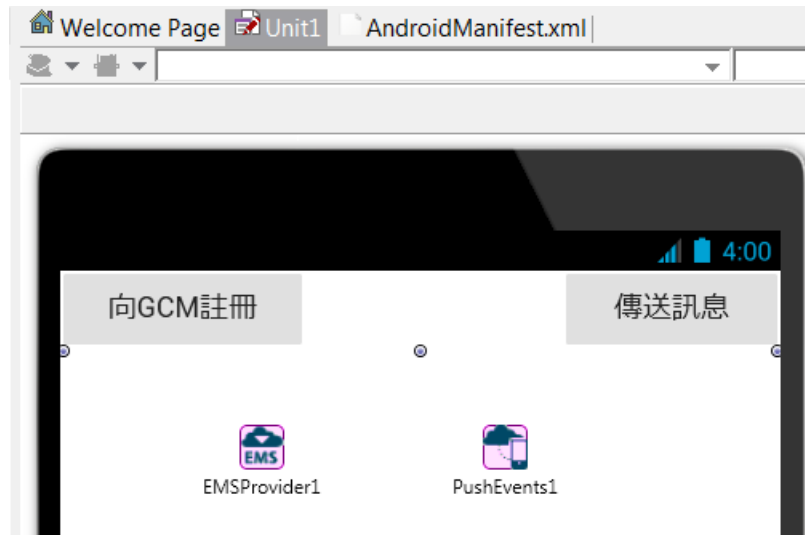 Welcome Page Unit1 AndroidManifest.xml
4:00
向GCM註冊 傳送訊息
EMS
EMSProvider1 PushEvents1